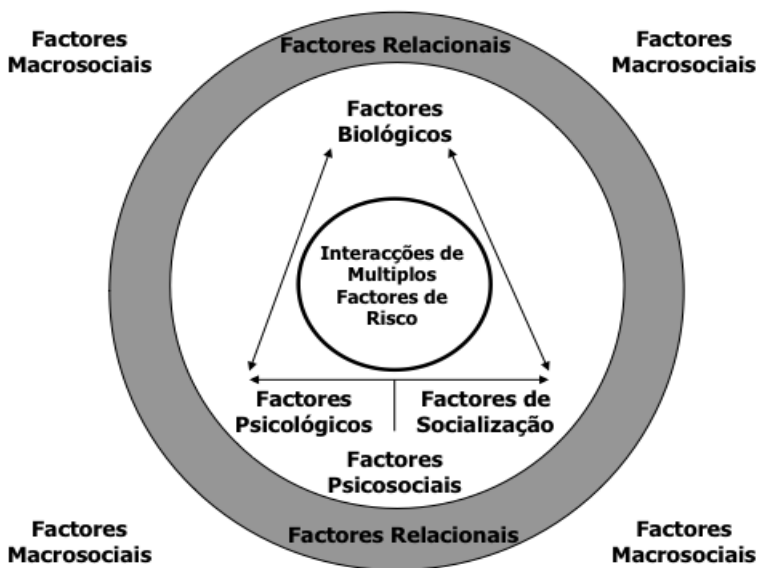 Factores
Macrosociais
Factores Relacionais
Factores
Macrosociais
Factores
Biológicos
Interacções de
Multiplos
Factores de
Risco
Factores
Psicológicos
Factores de
Socialização
Factores
Psicosociais
Factores
Macrosociais
Factores Relacionais
Factores
Macrosociais